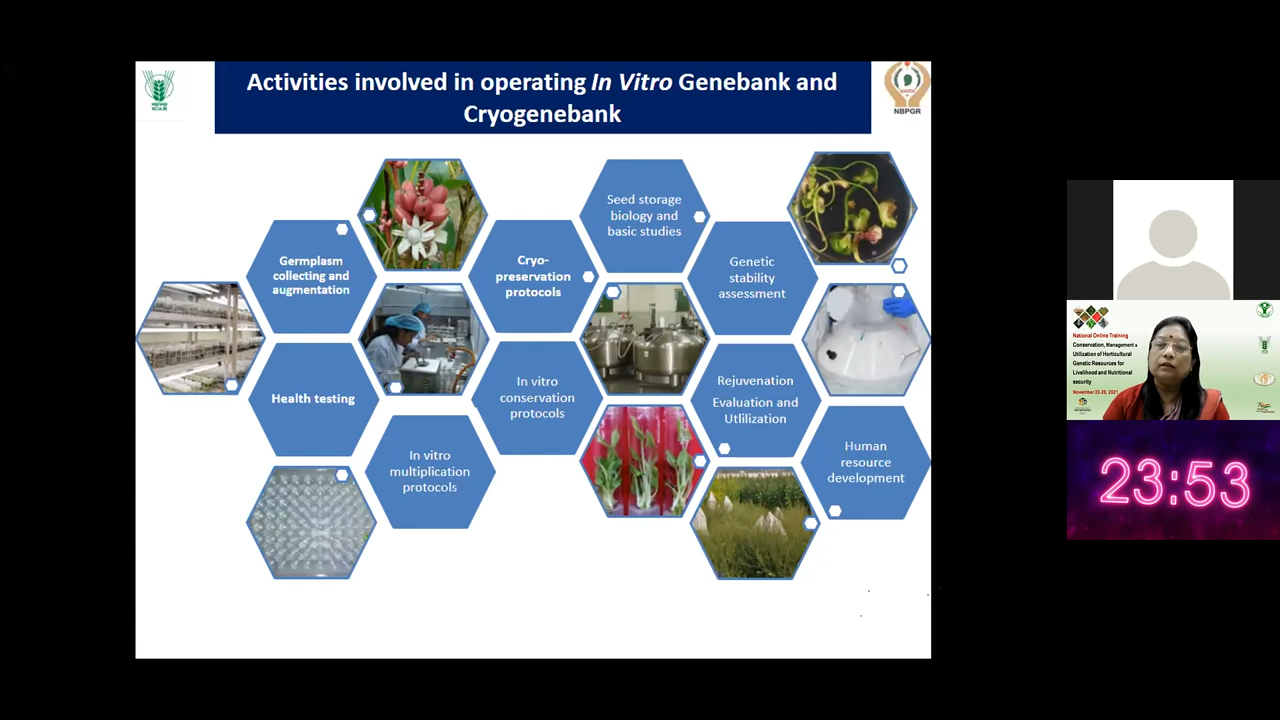 Activities involved in operating In Vitro Genebank and
Cryogenebank
NBPGR
Seed storage
biology and
basic studies
Germplasm
collecting and
augmentation
Cryo-
preservation
protocols
Genetic
stability
assessment
Health testing
In vitro
conservation
protocols
Rejuvenation
Evaluation and
Utlilization
In vitro
multiplication
protocols
Human
resource
development
National Online Training
Conservation, Management &
Utilization of Horticultural
Genetic Resources for
Livelihood and Nutritional
security
November 22-26, 2021
23:53